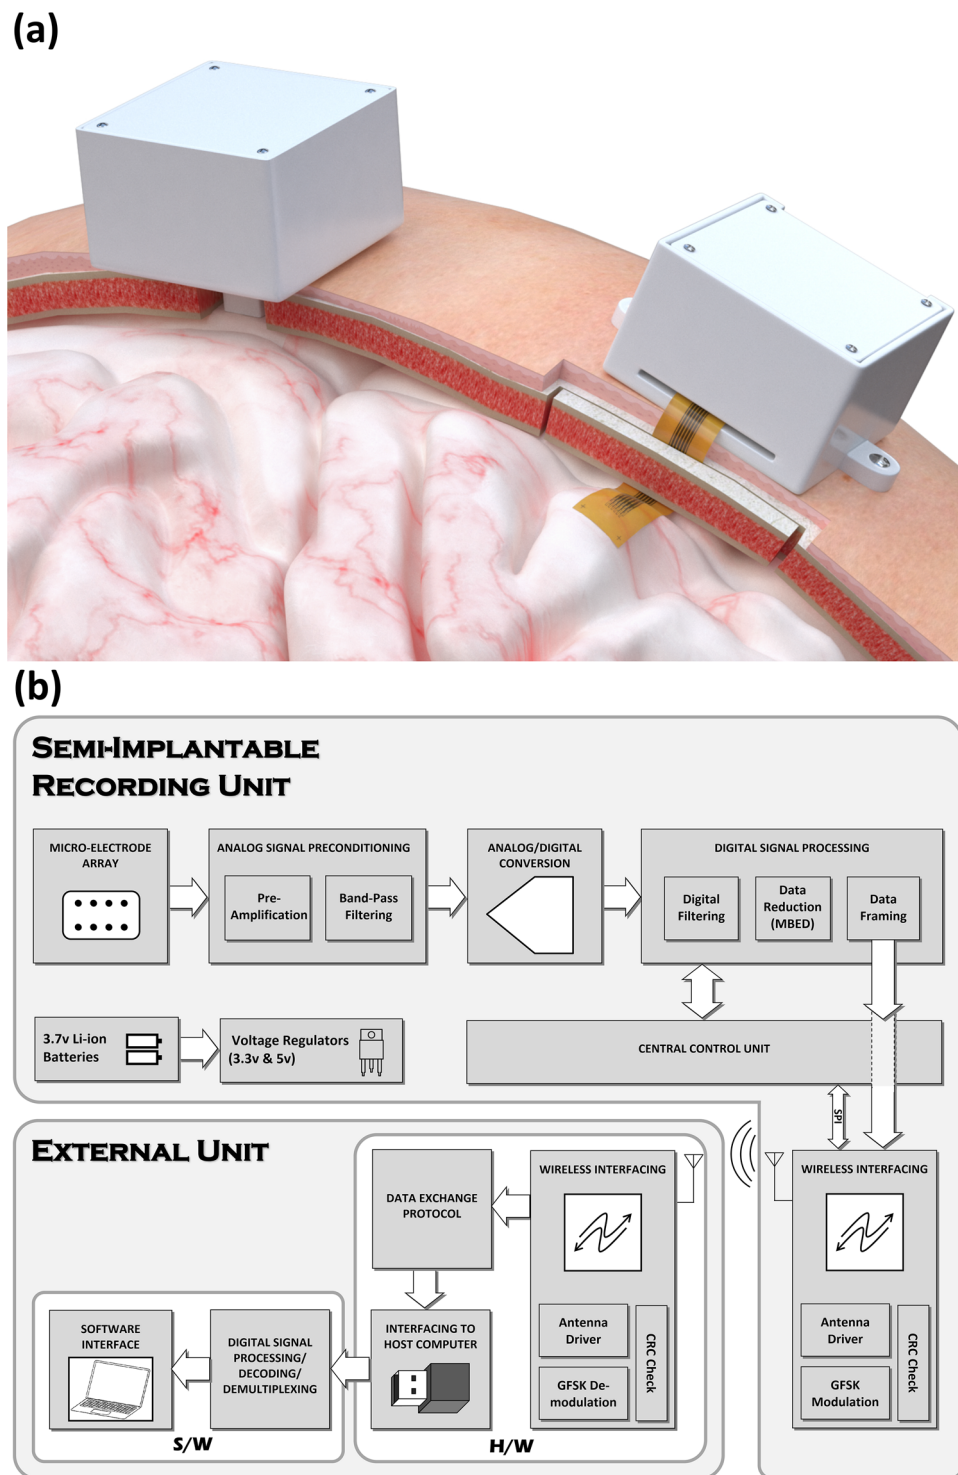 (a)
(b)
SEMI-IMPLANTABLE
RECORDING UNIT
MICRO-ELECTRODE
ARRAY
ANALOG SIGNAL PRECONDITIONING
Pre-
Amplification
Band-Pass
Filtering
ANALOG/DIGITAL
CONVERSION
DIGITAL SIGNAL PROCESSING
Digital
Filtering
Data
Reduction
(MBED)
Data
Framing
3.7v Li-ion
Batteries
Voltage Regulators
(3.3v & 5v)
CENTRAL CONTROL UNIT
SPI
EXTERNAL UNIT
DATA EXCHANGE
PROTOCOL
WIRELESS INTERFACING
Antenna
Driver
GFSK De-
modulation
CRC Check
WIRELESS INTERFACING
Antenna
Driver
GFSK
Modulation
CRC Check
SOFTWARE
INTERFACE
DIGITAL SIGNAL
PROCESSING/
DECODING/
DEMULTIPLEXING
INTERFACING TO
HOST COMPUTER
S/W
H/W